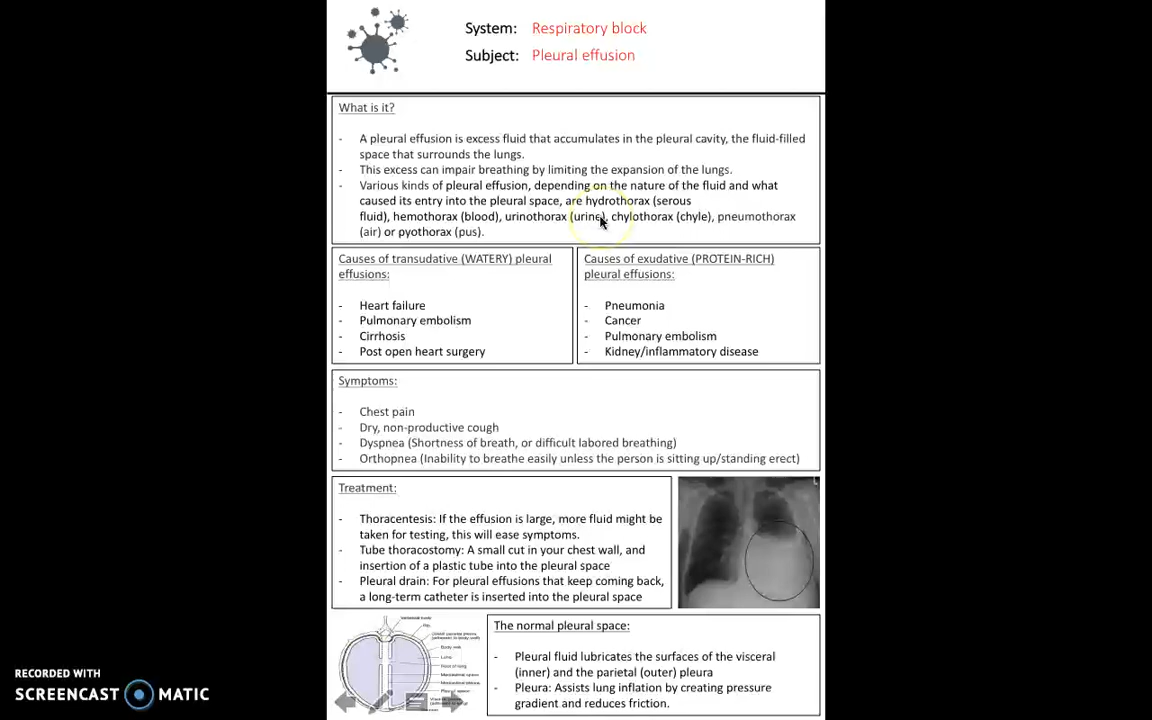 System: Respiratory block
Subject: Pleural effusion
What is it?
- A pleural effusion is excess fluid that accumulates in the pleural cavity, the fluid-filled
space that surrounds the lungs.
- This excess can impair breathing by limiting the expansion of the lungs.
- Various kinds of pleural effusion, depending on the nature of the fluid and what
caused its entry into the pleural space, are hydrothorax (serous
fluid), hemothorax (blood), urinothorax (urine), chylothorax (chyle), pneumothorax
(air) or pyothorax (pus).
Causes of transudative (WATERY) pleural
effusions:
- Heart failure
- Pulmonary embolism
- Cirrhosis
- Post open heart surgery
Causes of exudative (PROTEIN-RICH)
pleural effusions:
- Pneumonia
- Cancer
- Pulmonary embolism
- Kidney/inflammatory disease
Symptoms:
- Chest pain
- Dry, non-productive cough
- Dyspnea (Shortness of breath, or difficult labored breathing)
- Orthopnea (Inability to breathe easily unless the person is sitting up/standing erect)
Treatment:
- Thoracentesis: If the effusion is large, more fluid might be
taken for testing, this will ease symptoms.
- Tube thoracostomy: A small cut in your chest wall, and
insertion of a plastic tube into the pleural space
- Pleural drain: For pleural effusions that keep coming back,
a long-term catheter is inserted into the pleural space
L
Body wall
Lung
Root of lung
The normal pleural space:
- Pleural fluid lubricates the surfaces of the visceral
(inner) and the parietal (outer) pleura
- Pleura: Assists lung inflation by creating pressure
gradient and reduces friction.
RECORDED WITH
SCREENCAST MATIC